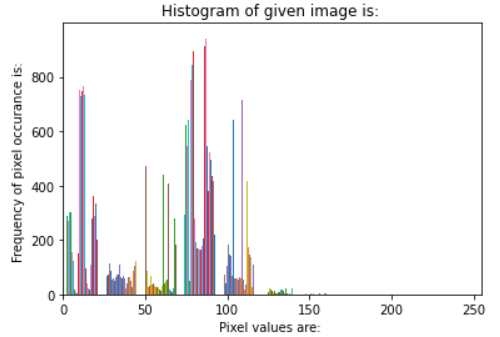 Histogram of given image is:
Frequency of pixel occurance is:
800
600
400
200
0
0 50 100 150 200 250
Pixel values are: